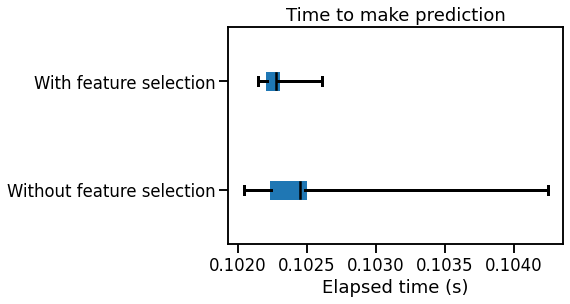 Time to make prediction
With feature selection
Without feature selection
0.1020 0.1025 0.1030 0.1035 0.1040
Elapsed time (s)